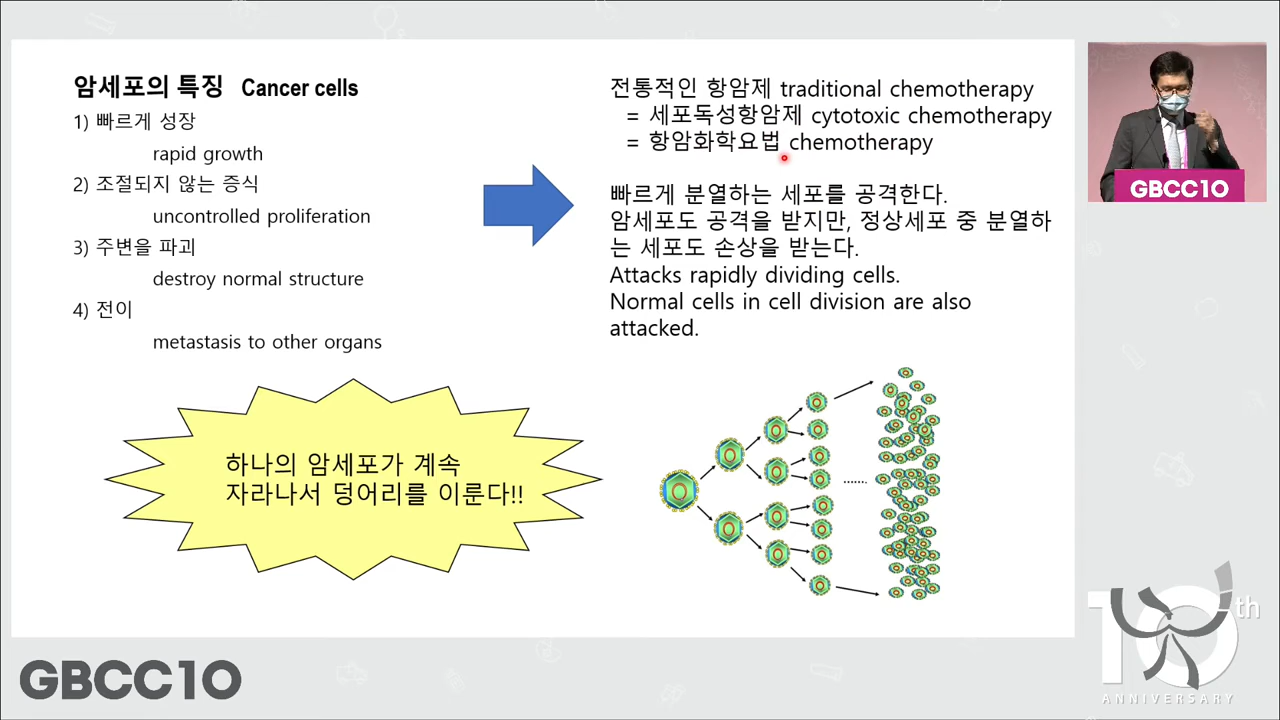 암세포의 특징 Cancer cells
1) 빠르게 성장
rapid growth
2) 조절되지 않는 증식
uncontrolled proliferation
3) 주변을 파괴
destroy normal structure
4) 전이
metastasis to other organs
전통적인 항암제 traditional chemotherapy
= 세포독성항암제 cytotoxic chemotherapy
= 항암화학요법 chemotherapy
빠르게 분열하는 세포를 공격한다.
암세포도 공격을 받지만, 정상세포 중 분열하
는 세포도 손상을 받는다.
Attacks rapidly dividing cells.
Normal cells in cell division are also
attacked.
하나의 암세포가 계속
자라나서 덩어리를 이룬다!!
......
GBCC10
GBCC10
10th
ANNIVERSARY